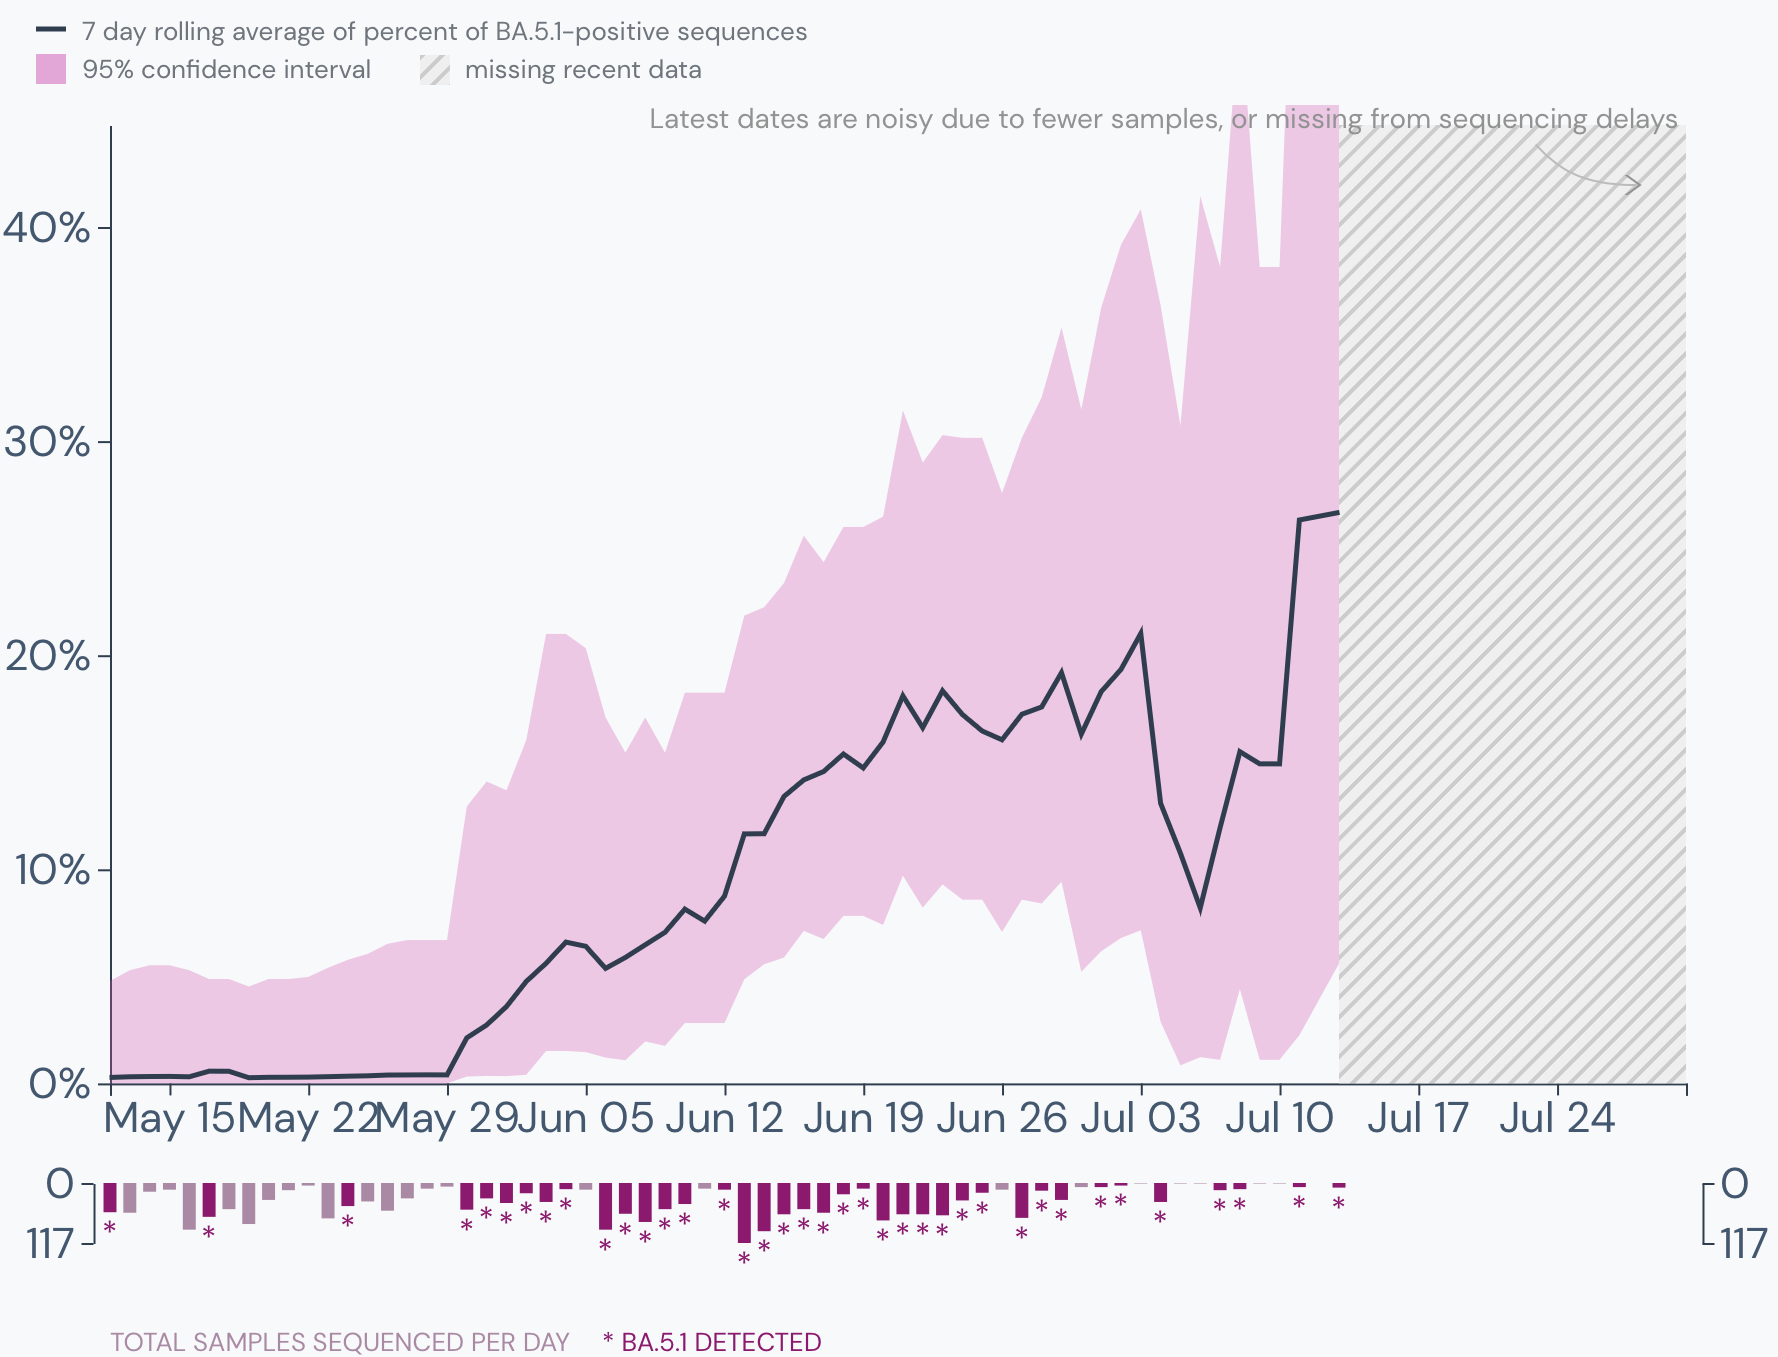 7 day rolling average of percent of BA.5.1-positive sequences
95% confidence interval missing recent data
Latest dates are noisy due to fewer samples, or missing from sequencing delays
40%
30%
20%
10%
0%
May 15 May 22 May 29 Jun 05 Jun 12 Jun 19 Jun 26 Jul 03 Jul 10 Jul 17 Jul 24
0 0
117 117
TOTAL SAMPLES SEQUENCED PER DAY * BA.5.1 DETECTED